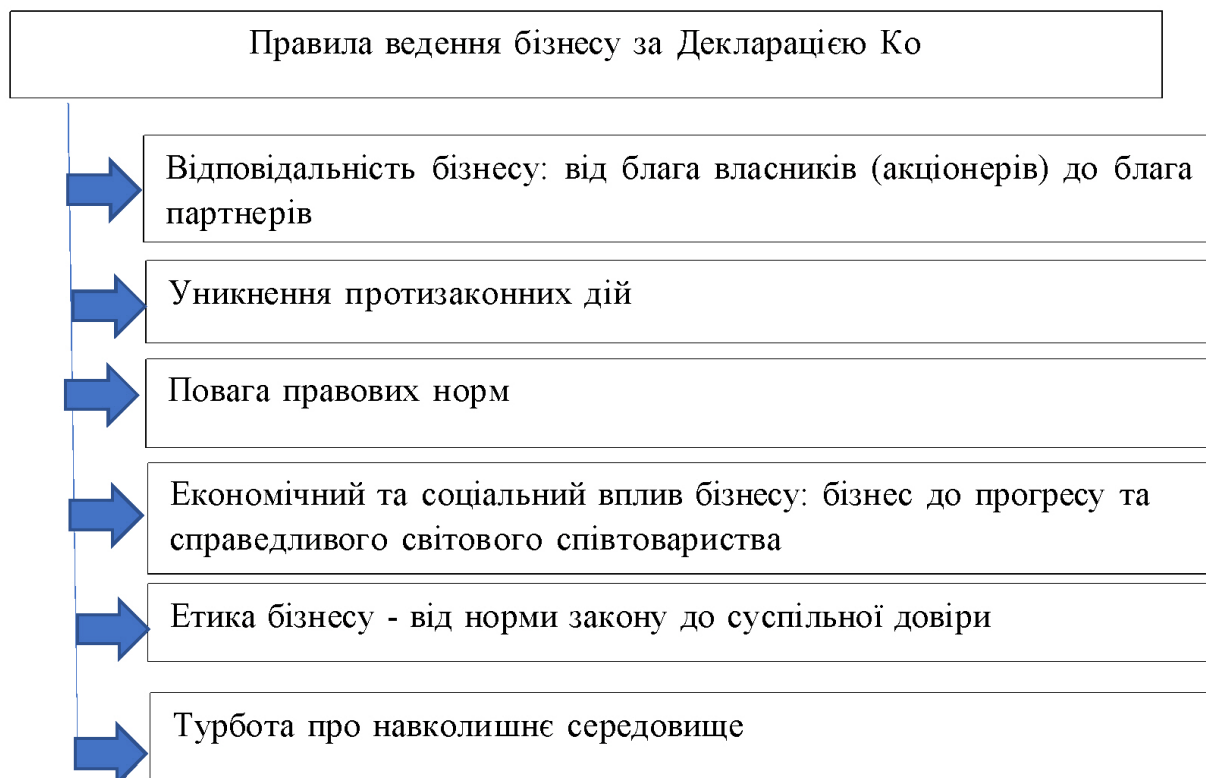 Правила ведення бізнесу за Декларацією Ко
Відповідальність бізнесу: від блага власників (акціонерів) до блага
партнерів
Уникнення протизаконних дій
Повага правових норм
Економічний та соціальний вплив бізнесу: бізнес до прогресу та
справедливого світового співтовариства
Етика бізнесу - від норми закону до суспільної довіри
Турбота про навколишнє середовище